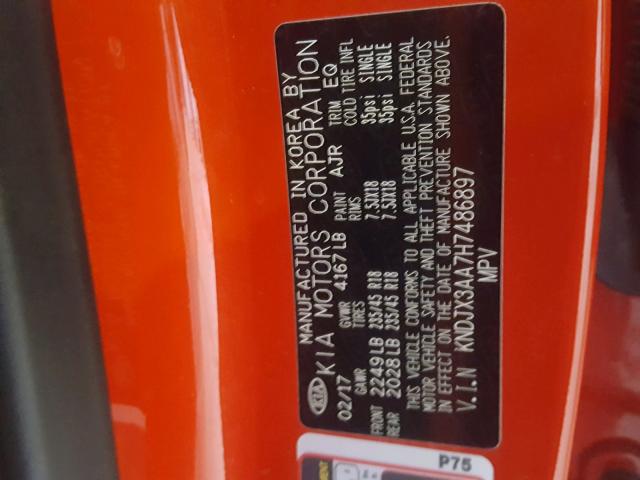 MANUFACTURED IN KOREA BY
KIA KIA MOTORS CORPORATION
02/17 GVWR 4167LB PAINT AJR TRIM EQ
GAWR TIRES RIMS COLD TIRE INFL
FRONT 2249LB 235/45 R18 7.5JX18 35psi SINGLE
REAR 2028LB 235/45 R18 7.5JX18 35psi SINGLE
THIS VEHICLE CONFORMS TO ALL APPLICABLE U.S.A. FEDERAL
MOTOR VEHICLE SAFETY AND THEFT PREVENTION STANDARDS
IN EFFECT ON THE DATE OF MANUFACTURE SHOWN ABOVE.
V.I.N KNDJX3AA7H7486897
MPV
P75